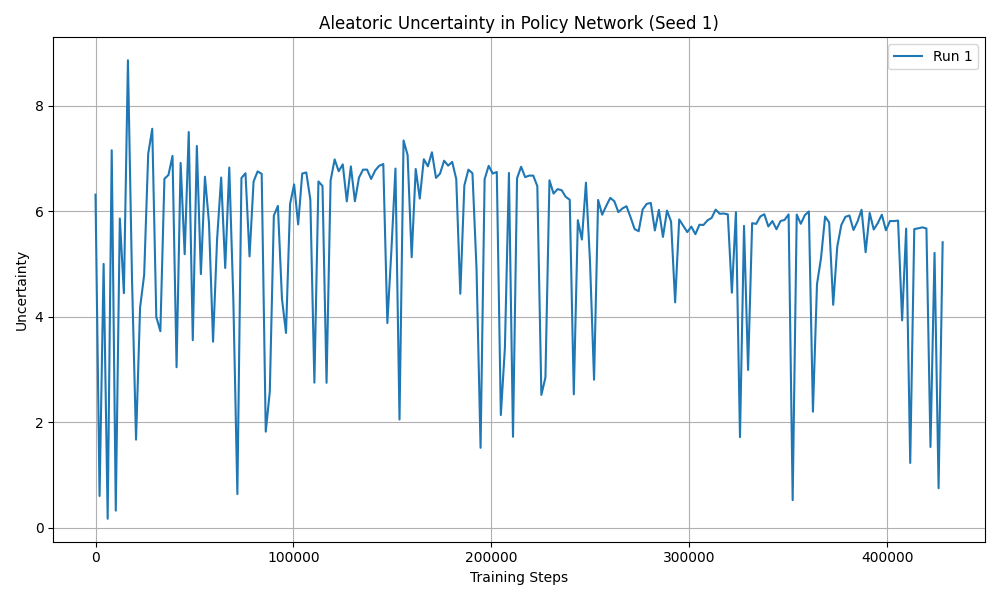 Aleatoric Uncertainty in Policy Network (Seed 1)
Run 1
Uncertainty
8
6
4
2
0
0 100000 200000 300000 400000
Training Steps